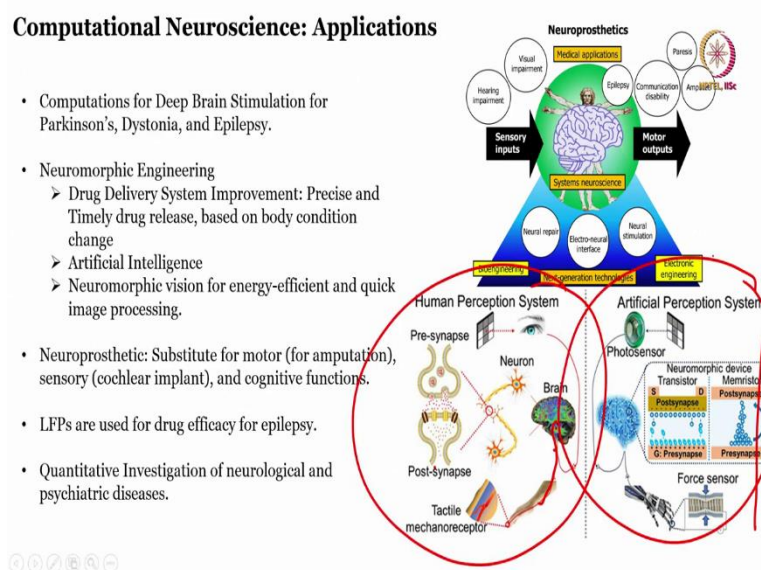 Computational Neuroscience: Applications
• Computations for Deep Brain Stimulation for
Parkinson's, Dystonia, and Epilepsy.
• Neuromorphic Engineering
➢ Drug Delivery System Improvement: Precise and
Timely drug release, based on body condition
change
➢ Artificial Intelligence
➢ Neuromorphic vision for energy-efficient and quick
image processing.
• Neuroprosthetic: Substitute for motor (for amputation),
sensory (cochlear implant), and cognitive functions.
• LFPs are used for drug efficacy for epilepsy.
• Quantitative Investigation of neurological and
psychiatric diseases.
Neuroprosthetics
Medical applications
Visual
impairment
Hearing
impairment
Epilepsy
Communication
disability
Paresis
IISc
Sensory
inputs
Motor
outputs
Systems neuroscience
Neural repair
Electro-neural
interface
Neural
stimulation
Bioengineering
Next-generation technologies
Electronic
engineering
Human Perception System
Pre-synapse
Neuron
Brain
Post-synapse
Tactile
mechanoreceptor
Artificial Perception System
Photosensor
Neuromorphic device
Transistor
S
D
Postsynapse
G: Presynapse
Memristo
Postsynaps
Presynapse
Force sensor